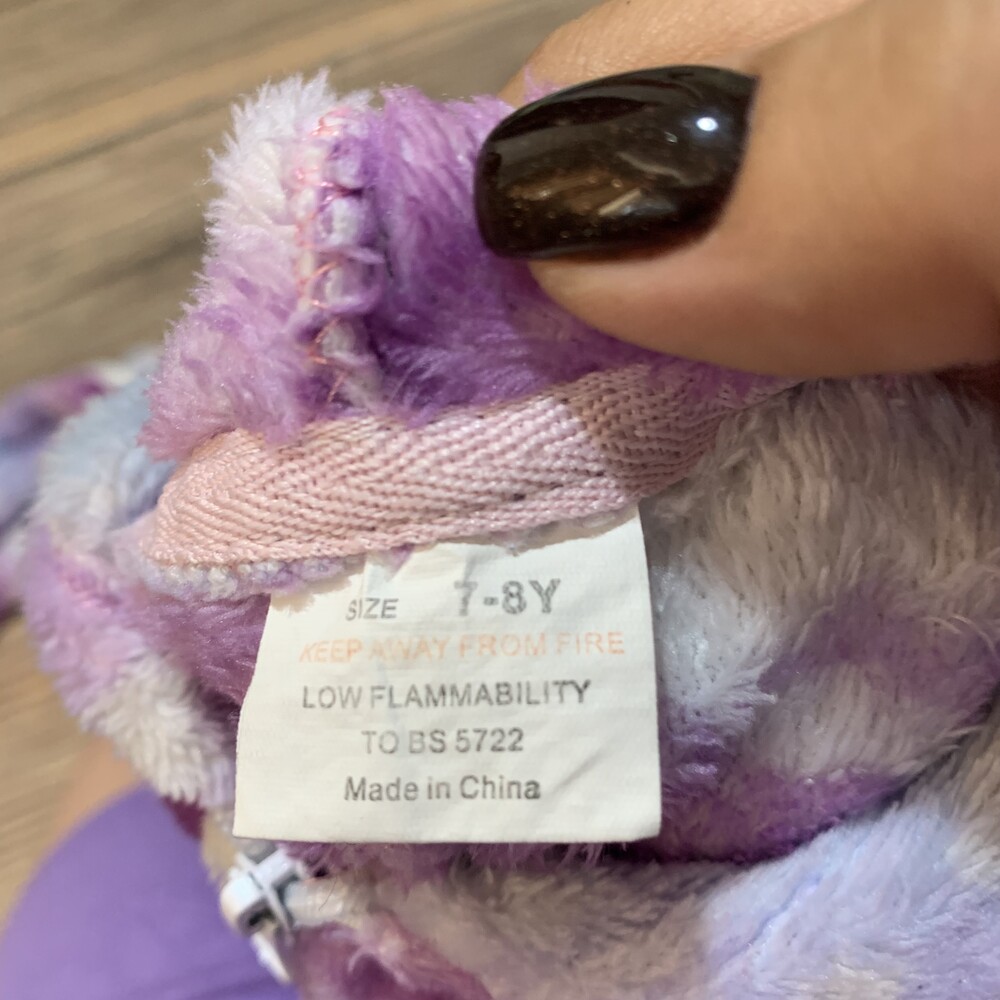 SIZE 7-8Y
KEEP AWAY FROM FIRE
LOW FLAMMABILITY
TO BS 5722
Made in China